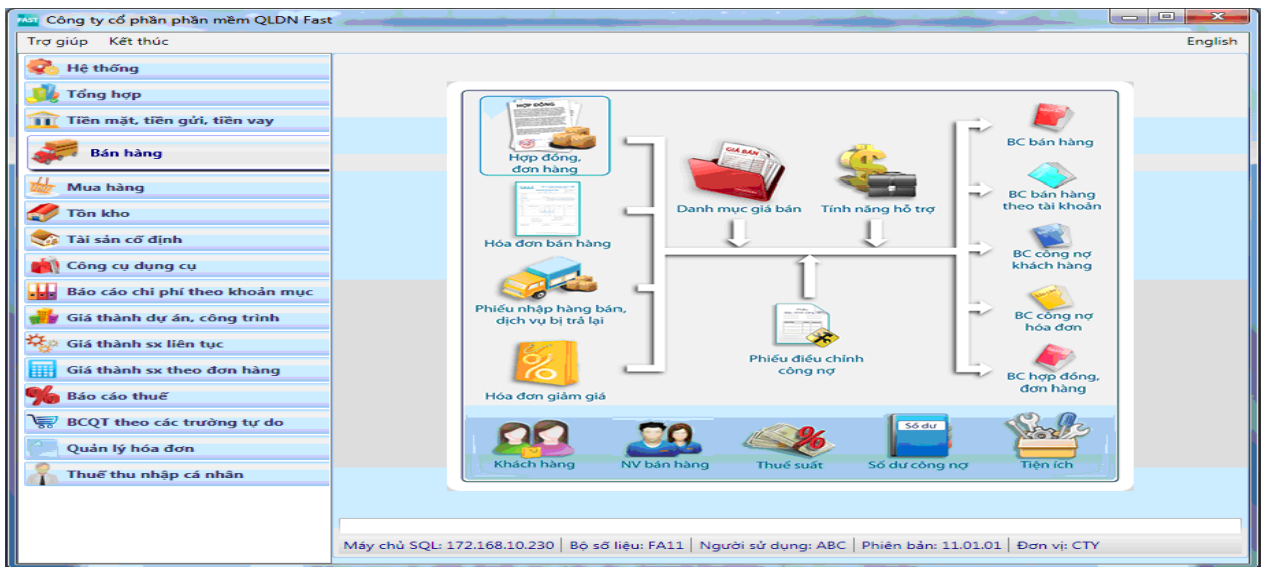 FAST Công ty cổ phần phần mềm QLDN Fast
Trợ giúp Kết thúc English
Hệ thống
Tổng hợp
Tiền mặt, tiền gửi, tiền vay
Bán hàng
Mua hàng
Tồn kho
Tài sản cố định
Công cụ dụng cụ
Báo cáo chi phí theo khoản mục
Giá thành dự án, công trình
Giá thành sx liên tục
Giá thành sx theo đơn hàng
Báo cáo thuế
BCQT theo các trường tự do
Quản lý hóa đơn
Thuế thu nhập cá nhân
HỢP ĐỒNG
Hợp đồng,
đơn hàng
Hóa đơn bán hàng
Phiếu nhập hàng bán,
dịch vụ bị trả lại
Hóa đơn giảm giá
GIÁ BÁN
Danh mục giá bán
Tính năng hỗ trợ
Phiếu điều chỉnh
công nợ
BC bán hàng
BC bán hàng
theo tài khoản
BC công nợ
khách hàng
BC công nợ
hóa đơn
BC hợp đồng,
đơn hàng
Khách hàng
NV bán hàng
Thuế suất
Số dư
Số dư công nợ
Tiện ích
Máy chủ SQL: 172.168.10.230 | Bộ số liệu: FA11 | Người sử dụng: ABC | Phiên bản: 11.01.01 | Đơn vị: CTY